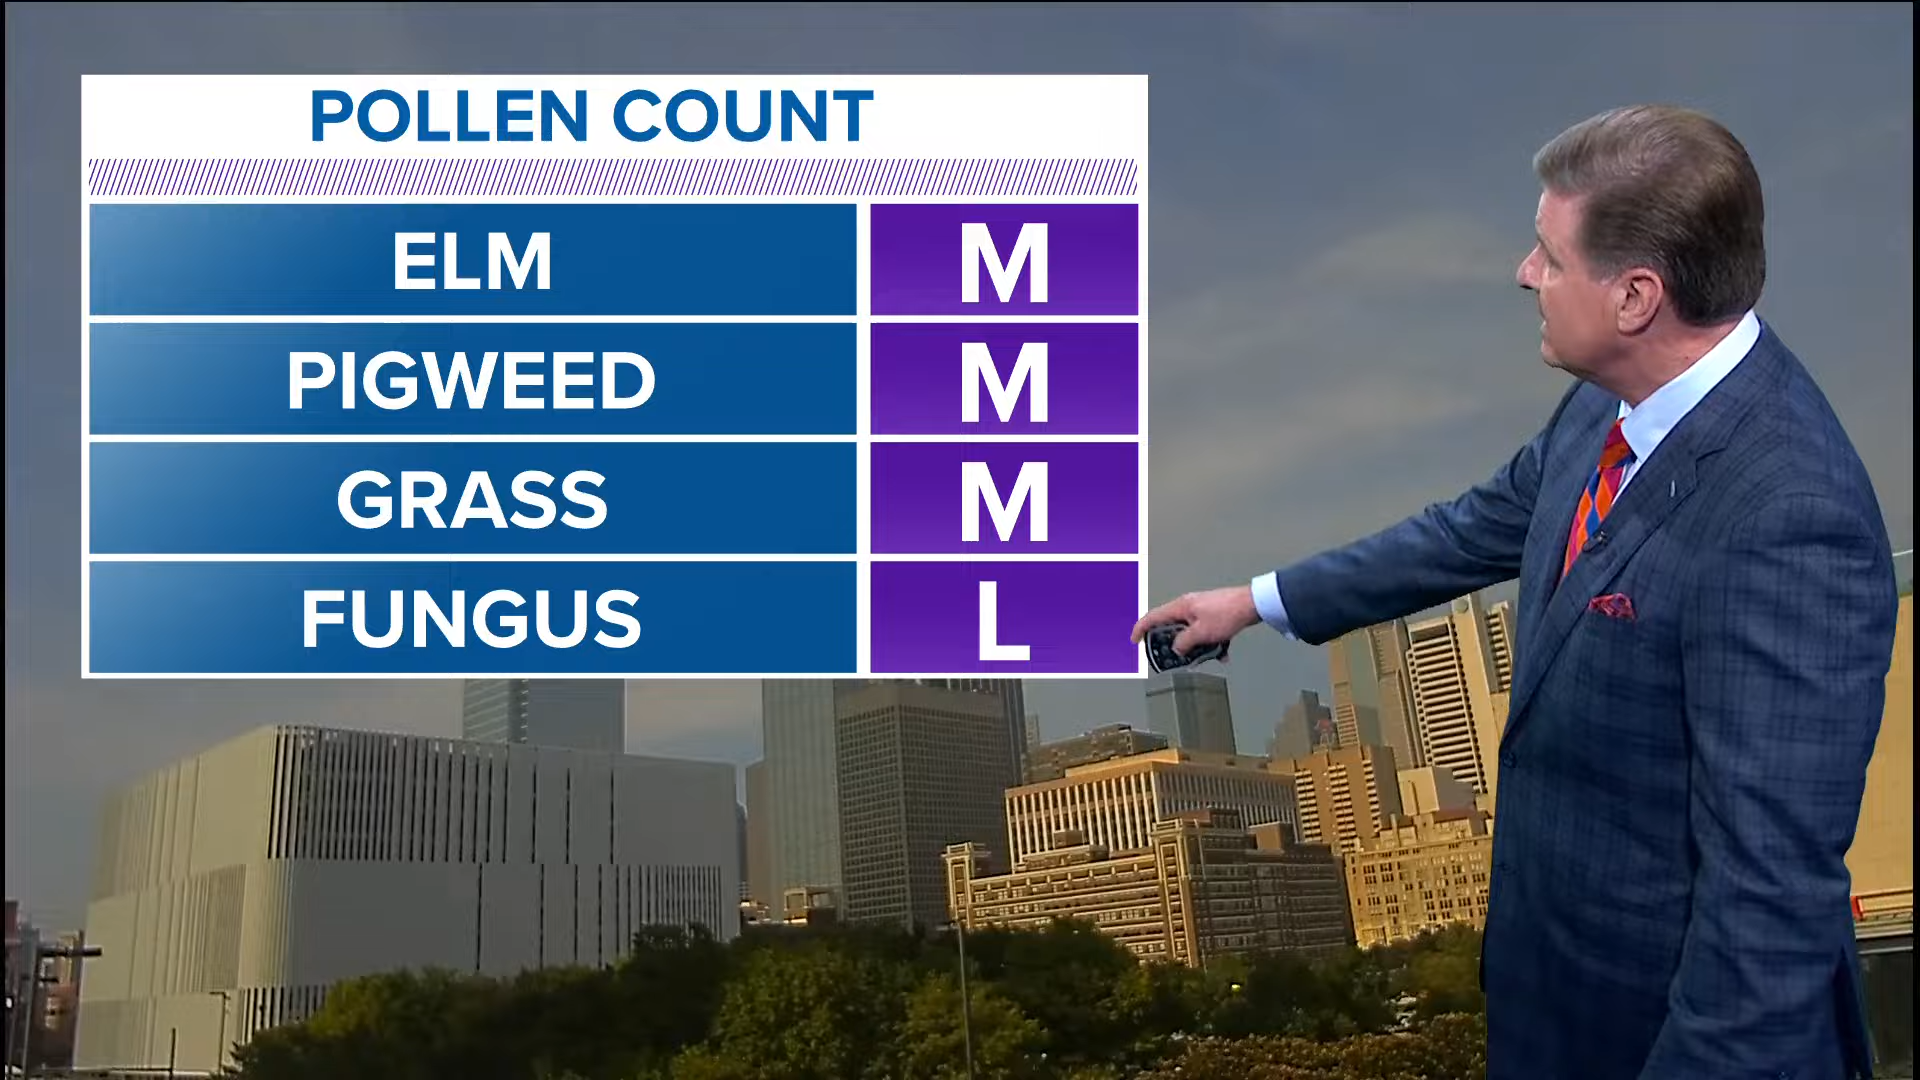 POLLEN COUNT
ELM M
PIGWEED M
GRASS M
FUNGUS L